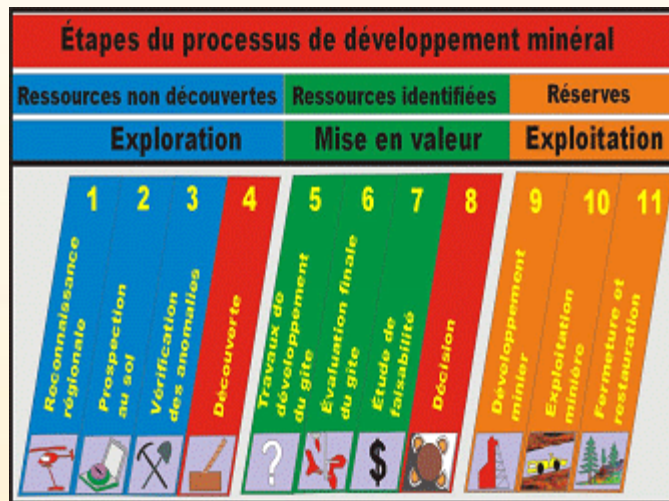 Étapes du processus de développement minéral
Ressources non découvertes
Ressources identifiées
Réserves
Exploration
Mise en valeur
Exploitation
1
Reconnaissance
régionale
2
Prospection
au sol
3
Vérification
des anomalies
4
Découverte
5
Travaux de
développement
du gîte
6
Évaluation finale
du gîte
7
Étude de
faisabilité
8
Décision
9
Développement
minier
10
Exploitation
minière
11
Fermeture et
restauration
?
$